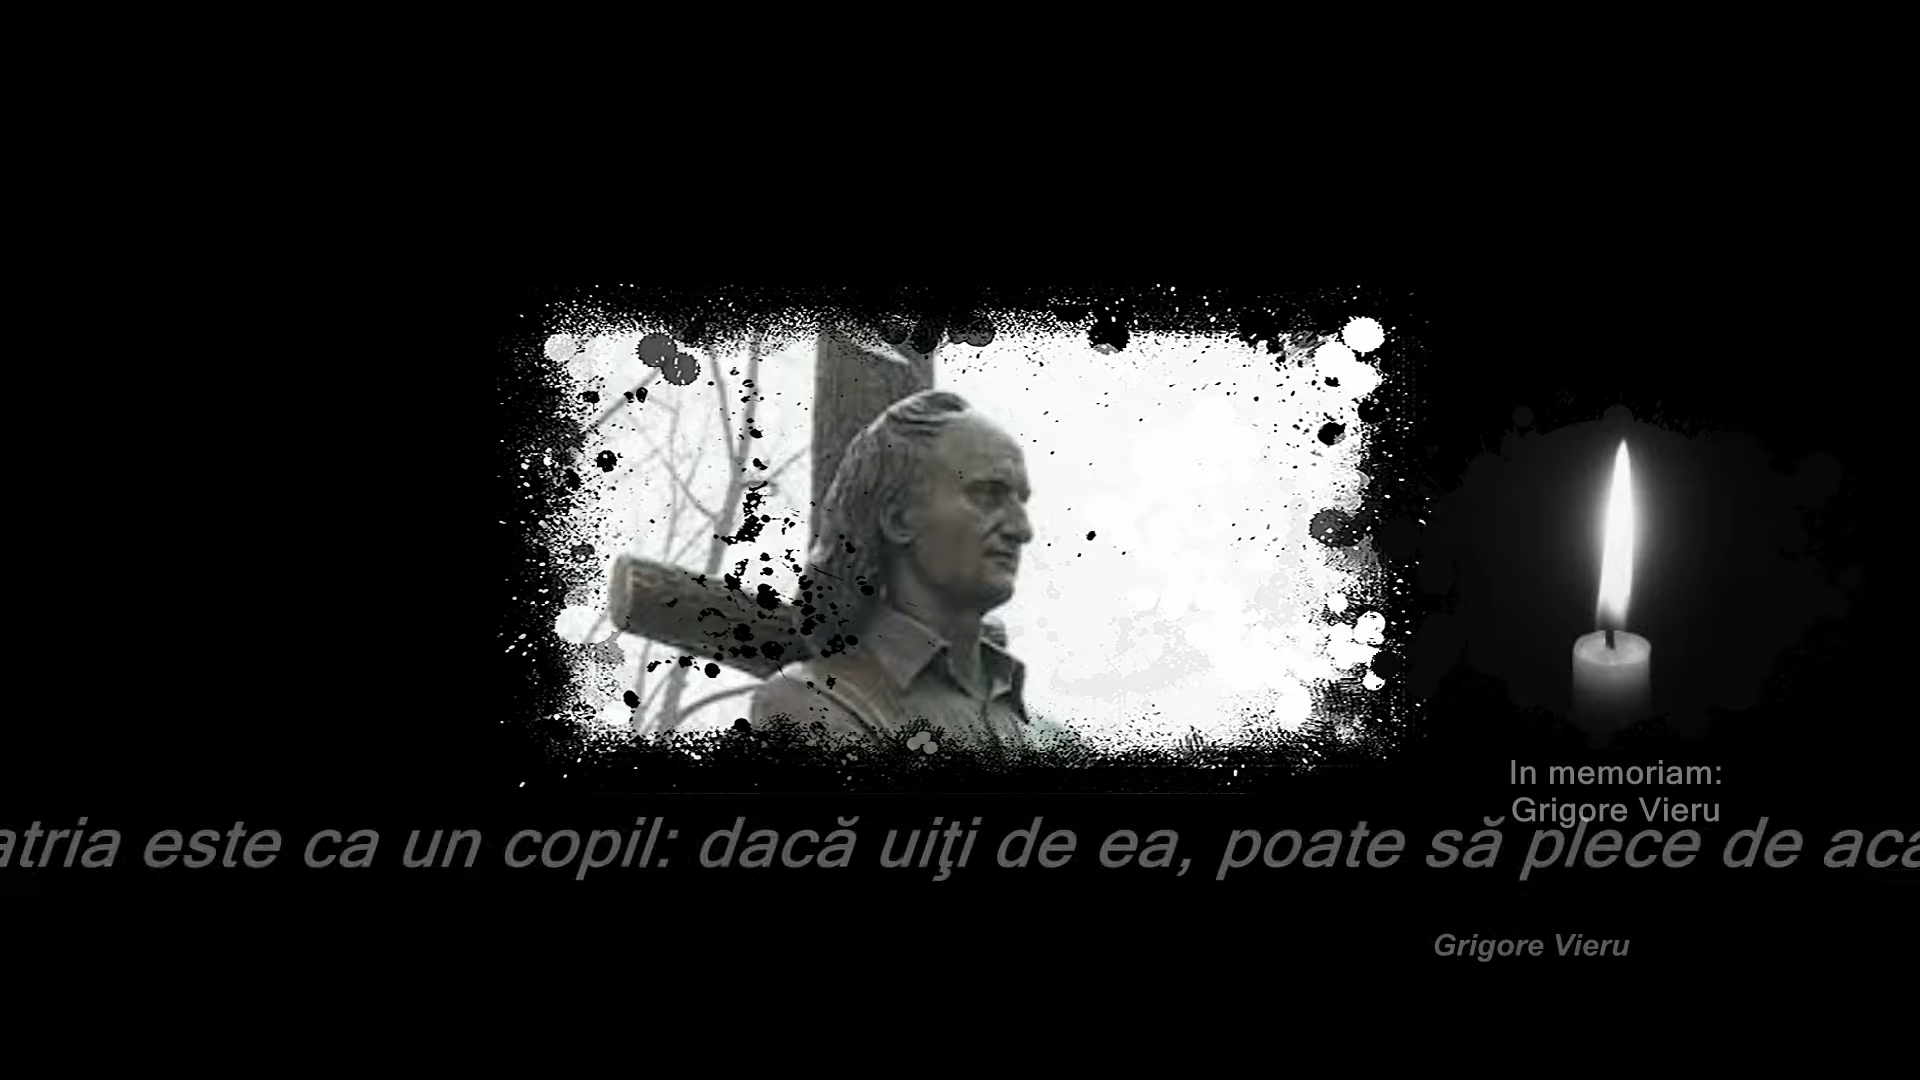 In memoriam:
Grigore Vieru
atria este ca un copil: dacă uiţi de ea, poate să plece de aca
Grigore Vieru